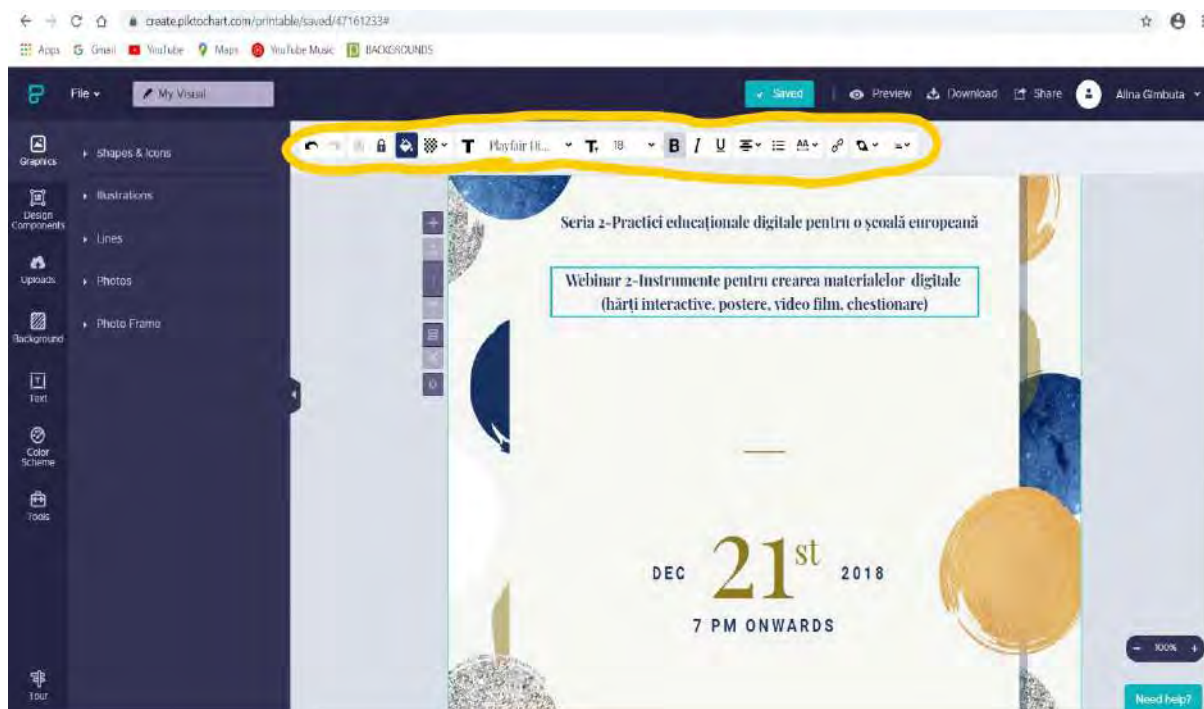 create.piktochart.com/printable/saved/47161233#
Apps Gmail YouTube Maps YouTube Music BACKGROUNDS
File My Visual Saved Preview Download Share Alina Gimbuta
Graphics
Shapes & Icons
Playfair Di... 18 B I U
Illustrations
Design
Components
Lines
Uploads
Photos
Background
Photo Frame
Text
Color
Scheme
Tools
Tour
Seria 2-Practici educaționale digitale pentru o școală europeană
Webinar 2-Instrumente pentru crearea materialelor digitale
(hărți interactive, postere, video film, chestionare)
DEC 21st 2018
7 PM ONWARDS
- 100% +
Need help?